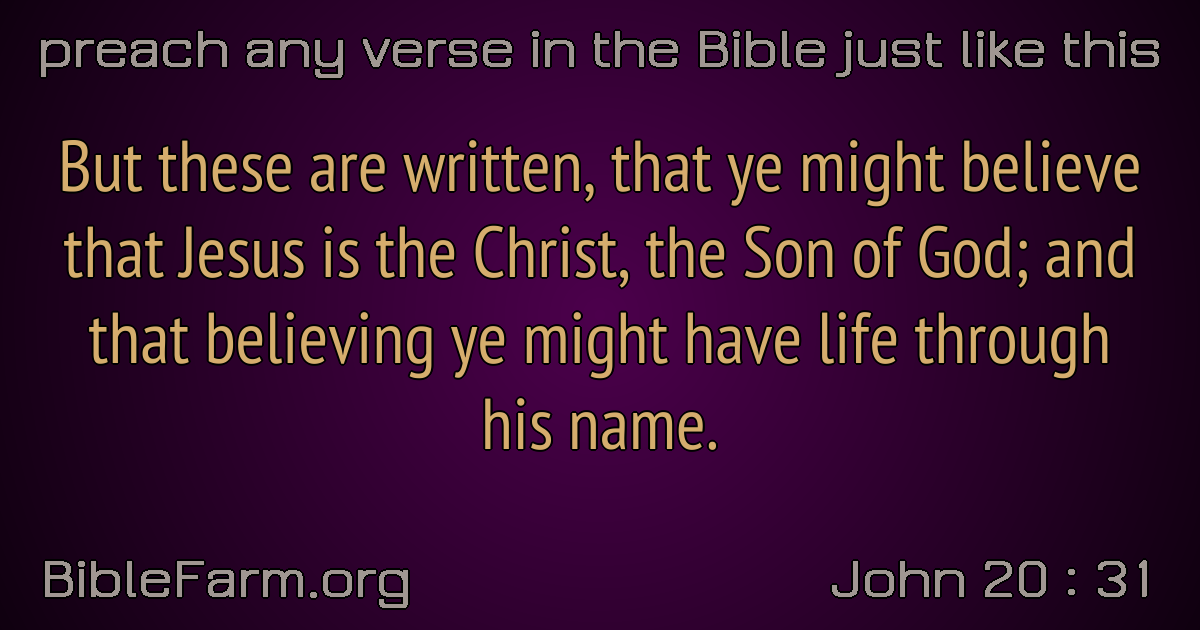 preach any verse in the Bible just like this
But these are written, that ye might believe
that Jesus is the Christ, the Son of God; and
that believing ye might have life through
his name.
BibleFarm.org
John 20 : 31